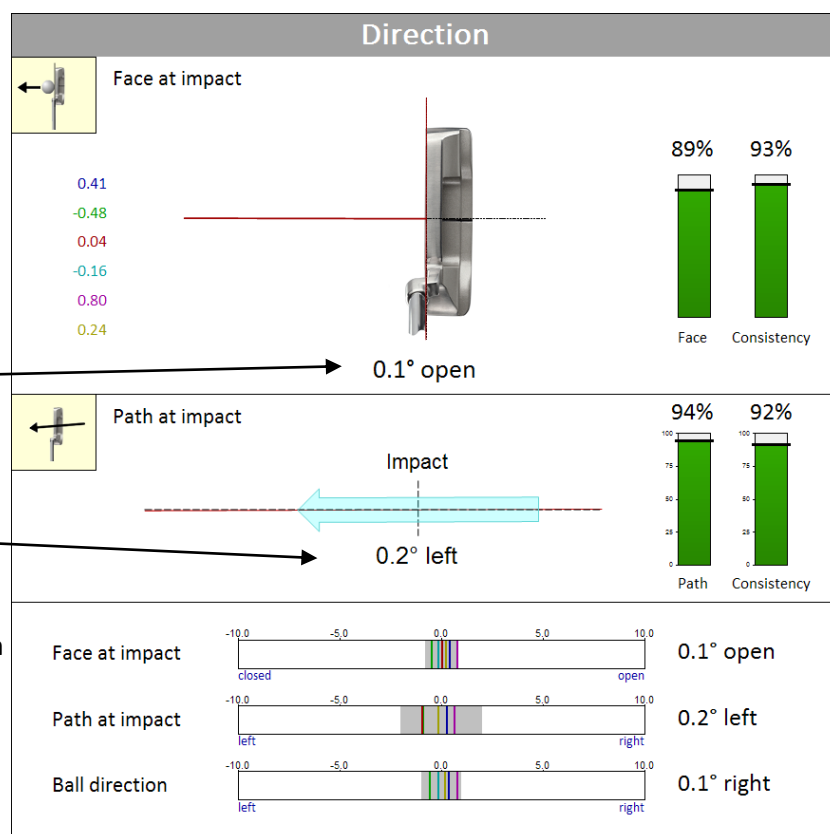 Direction
Face at impact
89% 93%
0.41
-0.48
0.04
-0.16
0.80
0.24
Face Consistency
0.1° open
Path at impact
94% 92%
Impact
100 100
75 75
50 50
25 25
0 0
0.2° left
Path Consistency
-10.0 -5.0 0.0 5.0 10.0
Face at impact 0.1° open
closed open
-10.0 -5.0 0.0 5.0 10.0
Path at impact 0.2° left
left right
-10.0 -5.0 0.0 5.0 10.0
Ball direction 0.1° right
left right